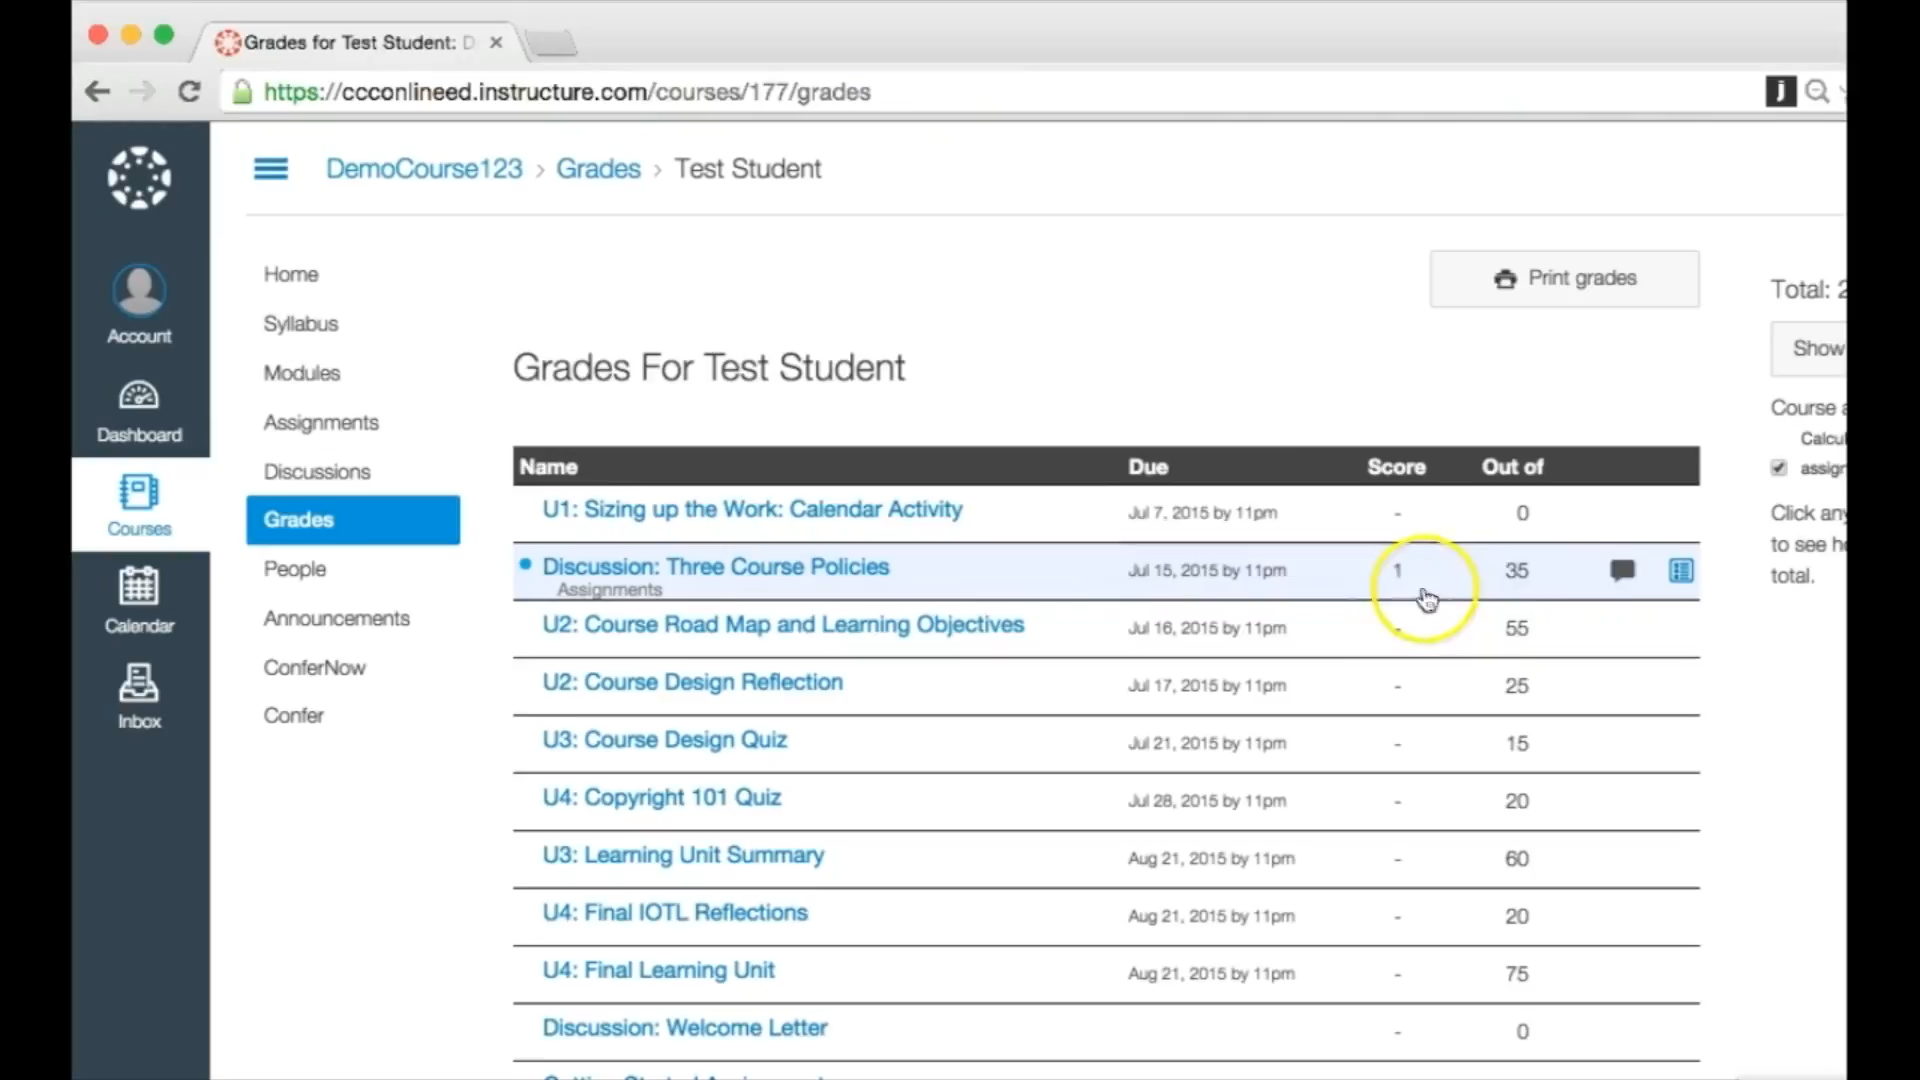 Grades for Test Student: D
https://ccconlineed.instructure.com/courses/177/grades
j
DemoCourse123 > Grades > Test Student
Account
Dashboard
Courses
Calendar
Inbox
Home
Syllabus
Modules
Assignments
Discussions
Grades
People
Announcements
ConferNow
Confer
Print grades
Grades For Test Student
Name Due Score Out of
U1: Sizing up the Work: Calendar Activity Jul 7, 2015 by 11pm - 0
Discussion: Three Course Policies Jul 15, 2015 by 11pm 1 35
Assignments
U2: Course Road Map and Learning Objectives Jul 16, 2015 by 11pm - 55
U2: Course Design Reflection Jul 17, 2015 by 11pm - 25
U3: Course Design Quiz Jul 21, 2015 by 11pm - 15
U4: Copyright 101 Quiz Jul 28, 2015 by 11pm - 20
U3: Learning Unit Summary Aug 21, 2015 by 11pm - 60
U4: Final IOTL Reflections Aug 21, 2015 by 11pm - 20
U4: Final Learning Unit Aug 21, 2015 by 11pm - 75
Discussion: Welcome Letter - 0
Total: 2
Show
Course a
Calcul
assign
Click any
to see h
total.